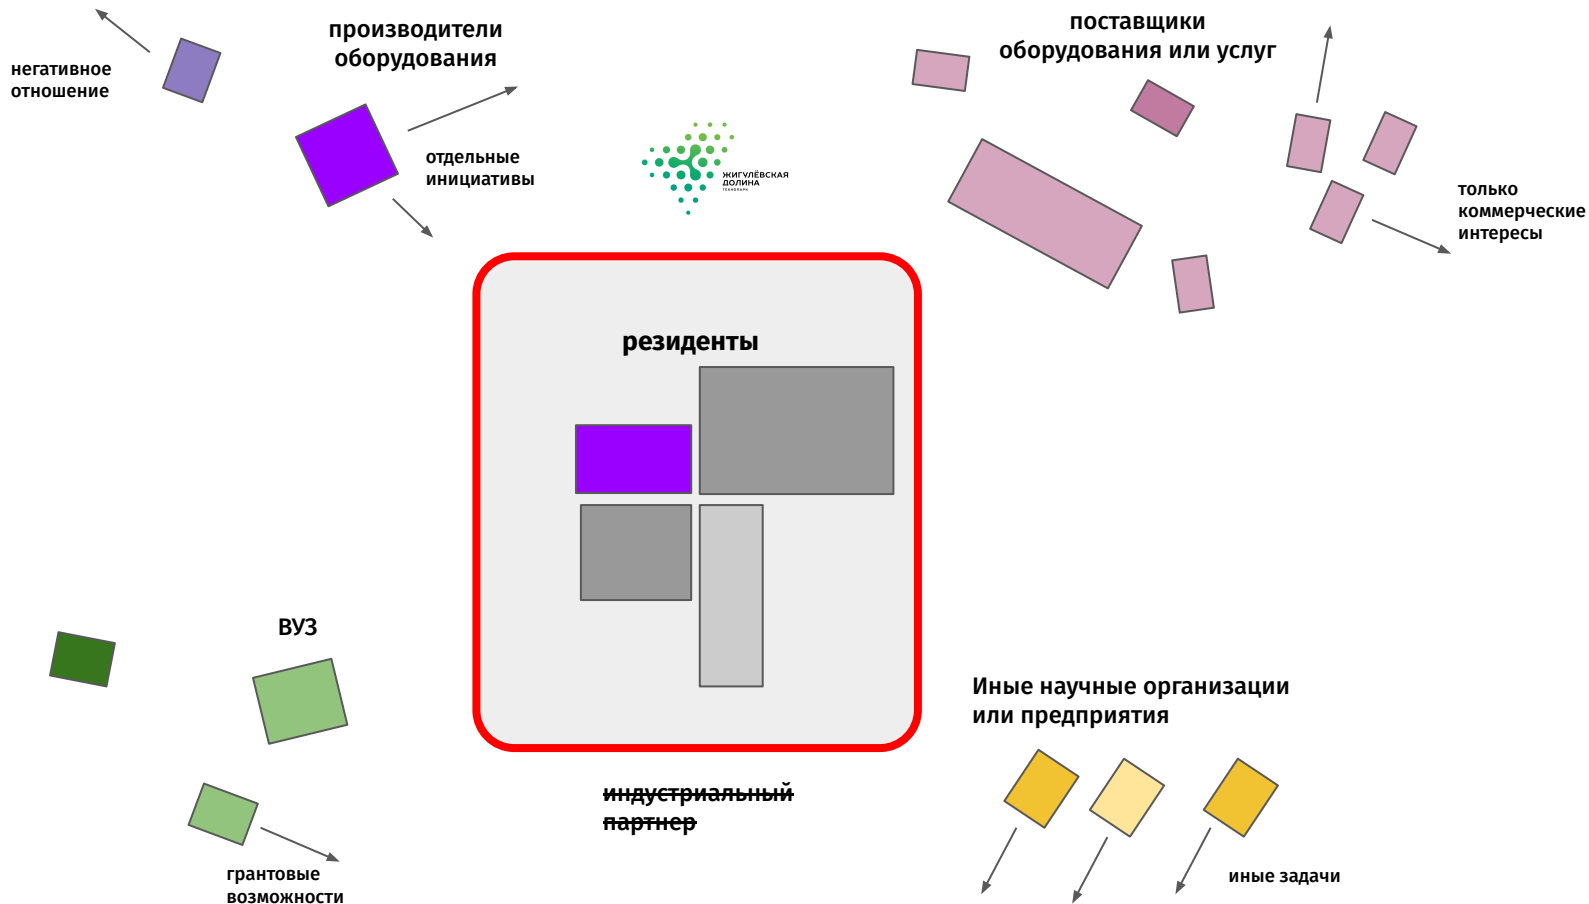 производители
оборудования
поставщики
оборудования или услуг
негативное
отношение
отдельные
инициативы
ЖИГУЛЁВСКАЯ
ДОЛИНА
ТЕХНОПАРК
только
коммерческие
интересы
резиденты
ВУЗ
Иные научные организации
или предприятия
индустриальный
партнер
грантовые
возможности
иные задачи